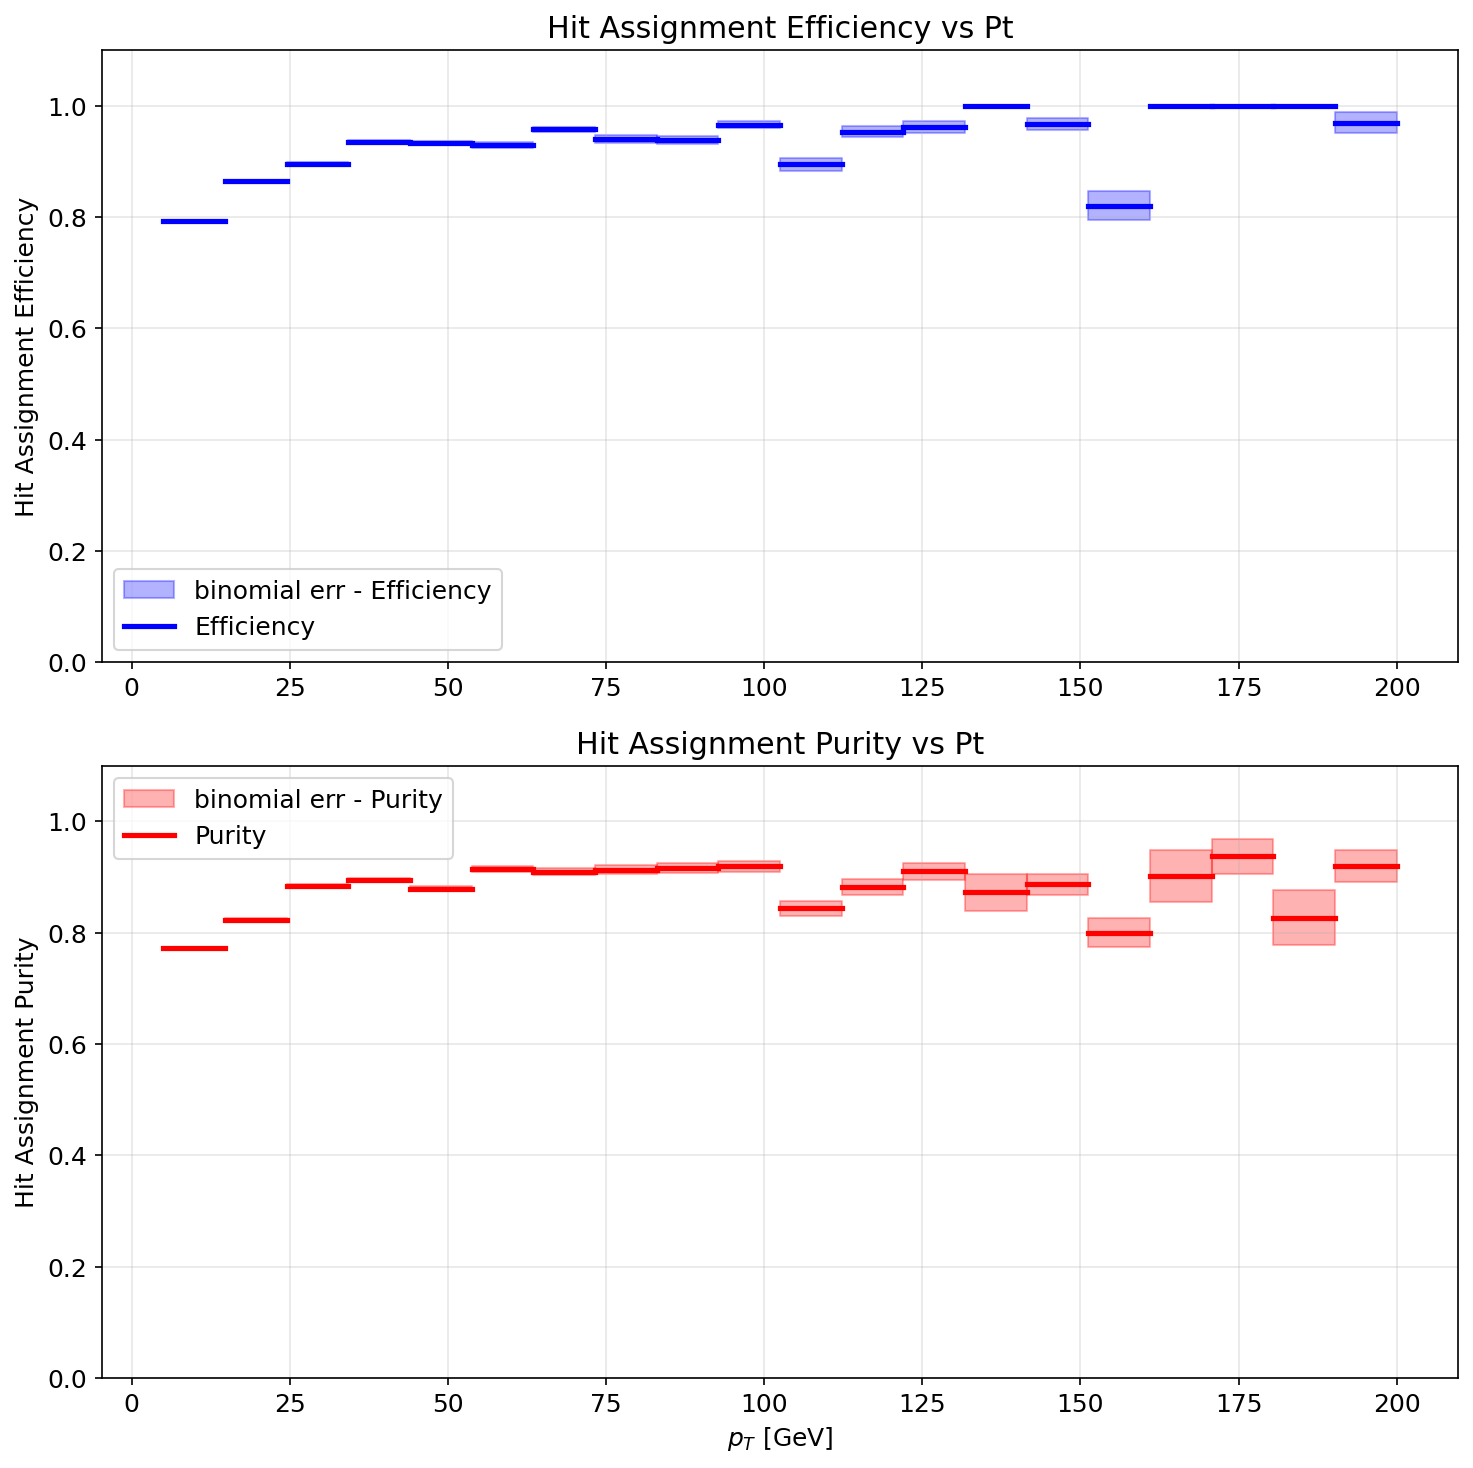 Hit Assignment Efficiency vs Pt
Hit Assignment Efficiency
1.0
0.8
0.6
0.4
0.2
0.0
binomial err - Efficiency
Efficiency
0 25 50 75 100 125 150 175 200
Hit Assignment Purity vs Pt
Hit Assignment Purity
binomial err - Purity
Purity
1.0
0.8
0.6
0.4
0.2
0.0
0 25 50 75 100 125 150 175 200
p_T [GeV]